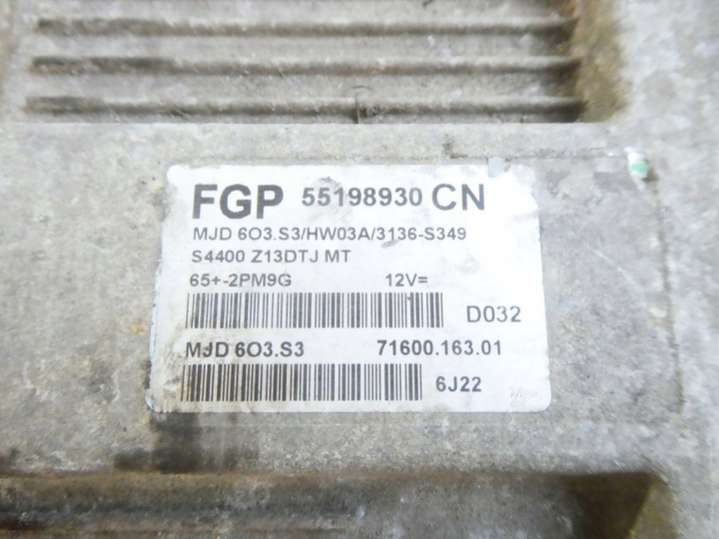 FGP 55198930 CN
MJD 6O3.S3/HW03A/3136-S349
S4400 Z13DTJ MT
65+-2PM9G 12V=
D032
MJD 6O3.S3 71600.163.01
6J22